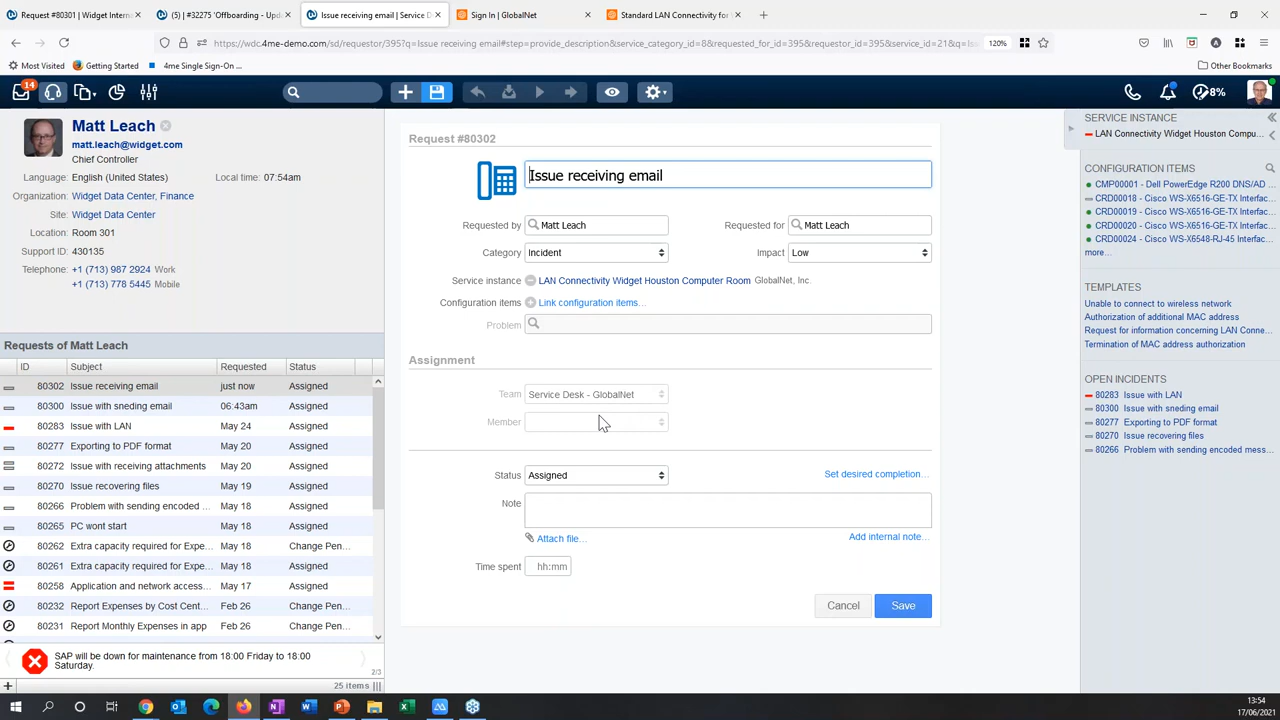 Request #80301 | Widget Intern
(5) | #32275 'Offboarding - Upda
Issue receiving email | Service D
Sign In | GlobalNet
Standard LAN Connectivity for W
https://wdc.4me-demo.com/sd/requestor/395?q=Issue receiving email#step=provide_description&service_category_id=8&requested_for_id=395&requestor_id=395&service_id=21&q=Iss
120%
Most Visited
Getting Started
4me Single Sign-On ...
Other Bookmarks
14
8%
Matt Leach
matt.leach@widget.com
Chief Controller
Language: English (United States)
Local time: 07:54am
Organization: Widget Data Center, Finance
Site: Widget Data Center
Location: Room 301
Support ID: 430135
Telephone: +1 (713) 987 2924 Work
+1 (713) 778 5445 Mobile
Requests of Matt Leach
ID Subject Requested Status
80302 Issue receiving email just now Assigned
80300 Issue with sneding email 06:43am Assigned
80283 Issue with LAN May 24 Assigned
80277 Exporting to PDF format May 20 Assigned
80272 Issue with receiving attachments May 20 Assigned
80270 Issue recovering files May 19 Assigned
80266 Problem with sending encoded ... May 18 Assigned
80265 PC wont start May 18 Assigned
80262 Extra capacity required for Expe... May 18 Change Pen...
80261 Extra capacity required for Expe... May 18 Change Pen...
80258 Application and network access... May 17 Assigned
80232 Report Expenses by Cost Cent... Feb 26 Change Pen...
80231 Report Monthly Expenses in app Feb 26 Change Pen...
SAP will be down for maintenance from 18:00 Friday to 18:00
Saturday.
2/3
25 items
Request #80302
Issue receiving email
Requested by Matt Leach
Requested for Matt Leach
Category Incident
Impact Low
Service instance LAN Connectivity Widget Houston Computer Room GlobalNet, Inc.
Configuration items Link configuration items...
Problem
Assignment
Team Service Desk - GlobalNet
Member
Status Assigned
Set desired completion...
Note
Attach file...
Add internal note...
Time spent hh:mm
Cancel
Save
SERVICE INSTANCE
LAN Connectivity Widget Houston Compu...
CONFIGURATION ITEMS
CMP00001 - Dell PowerEdge R200 DNS/AD ...
CRD00018 - Cisco WS-X6516-GE-TX Interfac...
CRD00019 - Cisco WS-X6516-GE-TX Interfac...
CRD00020 - Cisco WS-X6516-GE-TX Interfac...
CRD00024 - Cisco WS-X6548-RJ-45 Interfac...
more...
TEMPLATES
Unable to connect to wireless network
Authorization of additional MAC address
Request for information concerning LAN Conne...
Termination of MAC address authorization
OPEN INCIDENTS
80283 Issue with LAN
80300 Issue with sneding email
80277 Exporting to PDF format
80270 Issue recovering files
80266 Problem with sending encoded mess...
13:54
17/06/2021